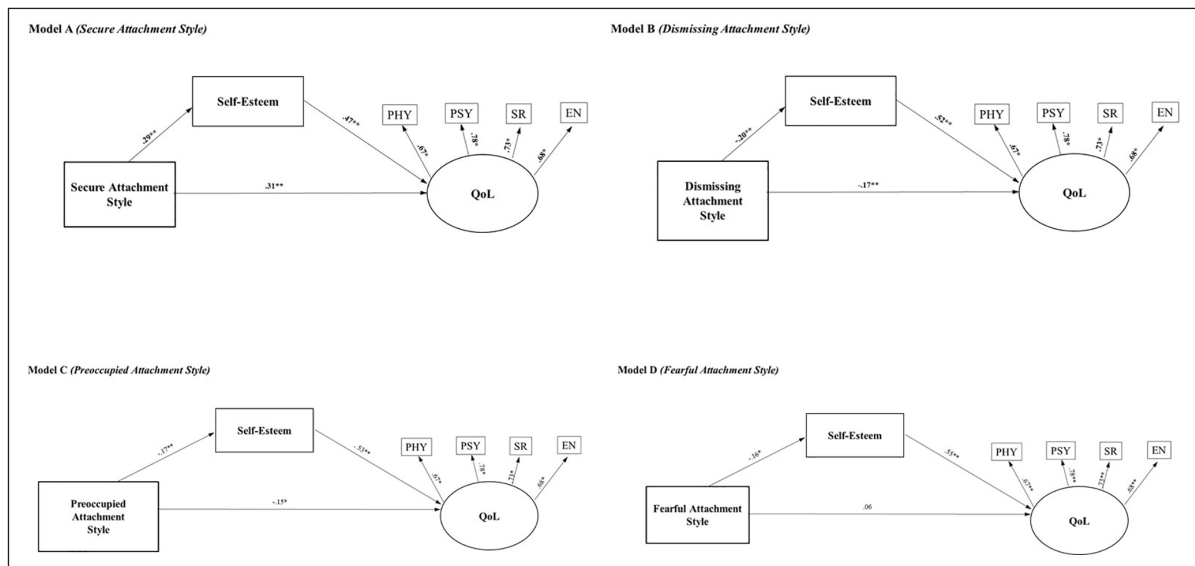 Model A (Secure Attachment Style)
Self-Esteem
PHY
PSY
SR
EN
.29**
.47**
.67*
.78*
.73*
.68*
Secure Attachment
Style
.31**
QoL
Model B (Dismissing Attachment Style)
Self-Esteem
PHY
PSY
SR
EN
-.20**
.52**
.67*
.78*
.73*
.68*
Dismissing
Attachment
Style
-.17**
QoL
Model C (Preoccupied Attachment Style)
Self-Esteem
PHY
PSY
SR
EN
-.17**
-.53**
.67*
.78*
.73*
.68*
Preoccupied
Attachment
Style
-.15*
QoL
Model D (Fearful Attachment Style)
Self-Esteem
PHY
PSY
SR
EN
-.16*
.55**
.67**
.78**
.73**
.68**
Fearful Attachment
Style
.06
QoL